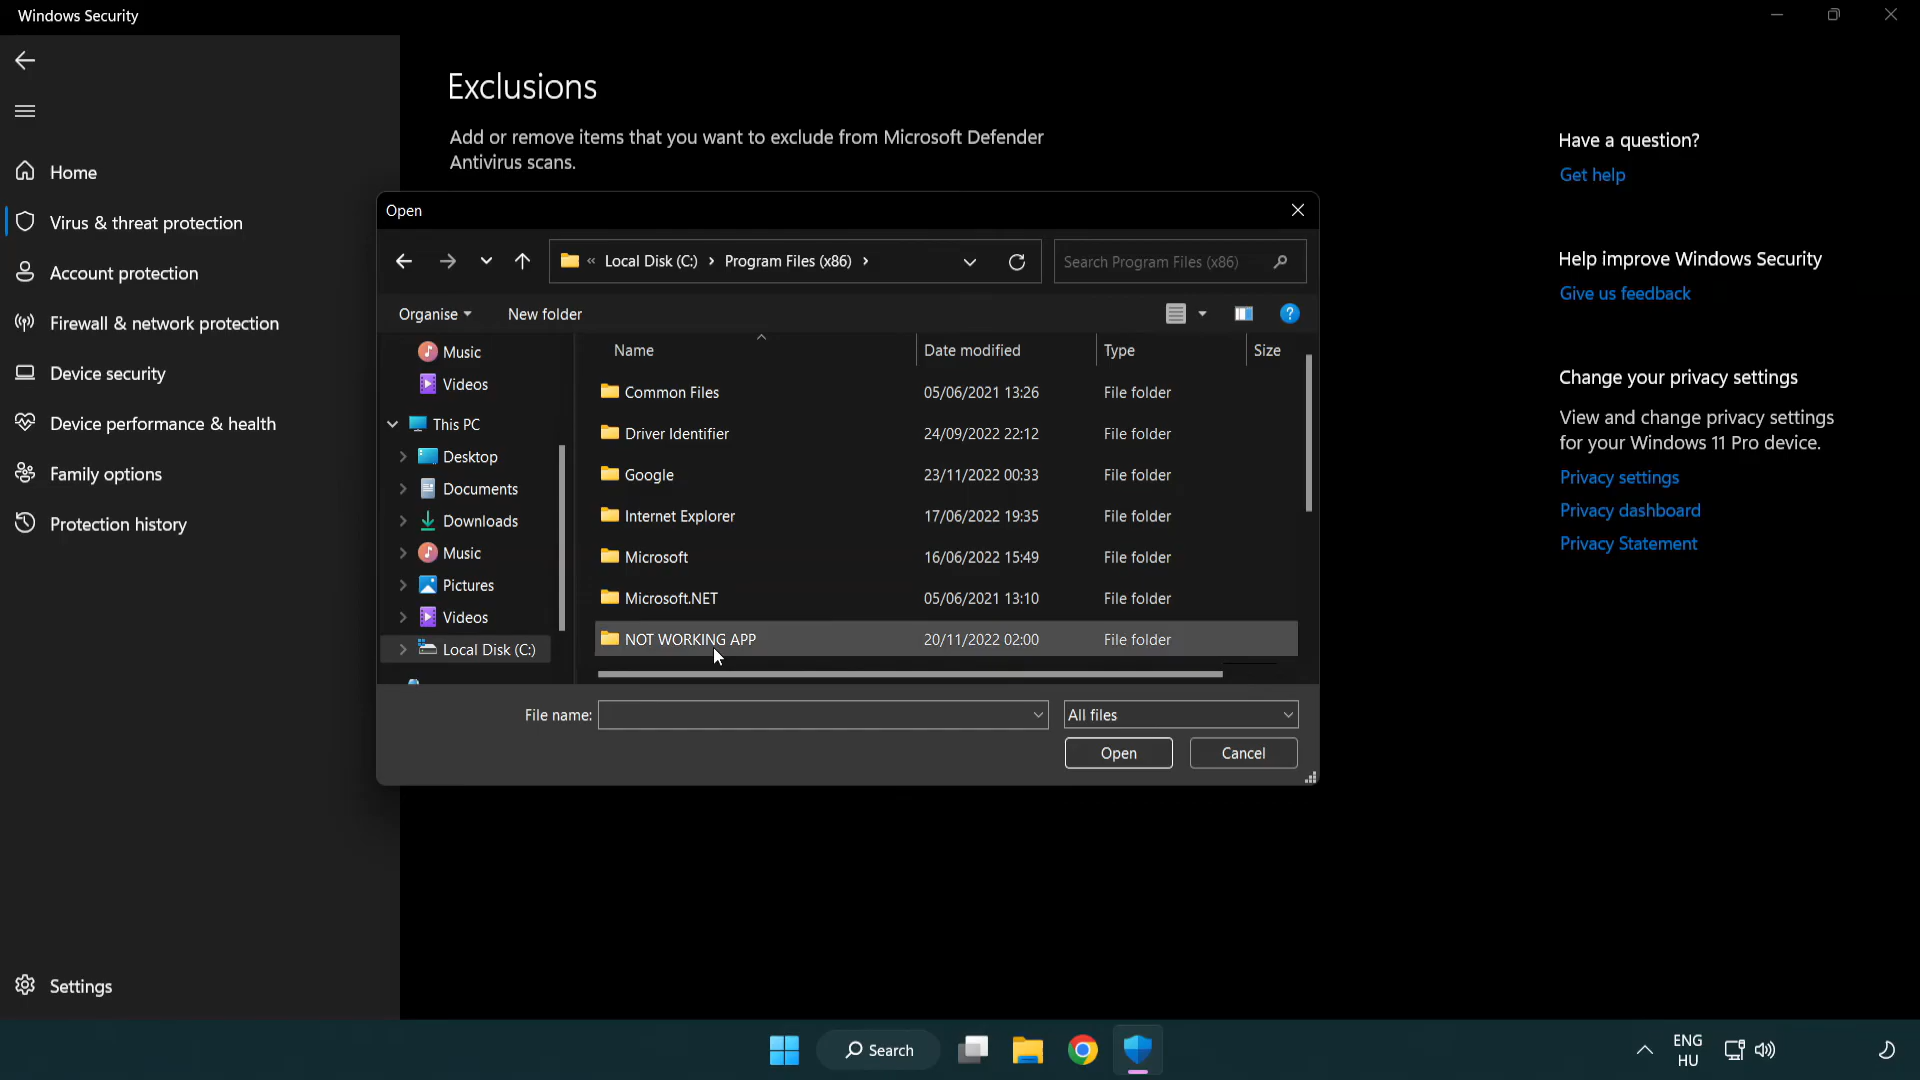 Windows Security
Exclusions
Add or remove items that you want to exclude from Microsoft Defender
Antivirus scans.
Home
Virus & threat protection
Account protection
Firewall & network protection
Device security
Device performance & health
Family options
Protection history
Settings
Open
« Local Disk (C:) > Program Files (x86) >
Search Program Files (x86)
Organise
New folder
?
Music
Videos
This PC
Desktop
Documents
Downloads
Music
Pictures
Videos
Local Disk (C:)
Name Date modified Type Size
Common Files 05/06/2021 13:26 File folder
Driver Identifier 24/09/2022 22:12 File folder
Google 23/11/2022 00:33 File folder
Internet Explorer 17/06/2022 19:35 File folder
Microsoft 16/06/2022 15:49 File folder
Microsoft.NET 05/06/2021 13:10 File folder
NOT WORKING APP 20/11/2022 02:00 File folder
File name:
All files
Open
Cancel
Have a question?
Get help
Help improve Windows Security
Give us feedback
Change your privacy settings
View and change privacy settings
for your Windows 11 Pro device.
Privacy settings
Privacy dashboard
Privacy Statement
Search
ENG
HU